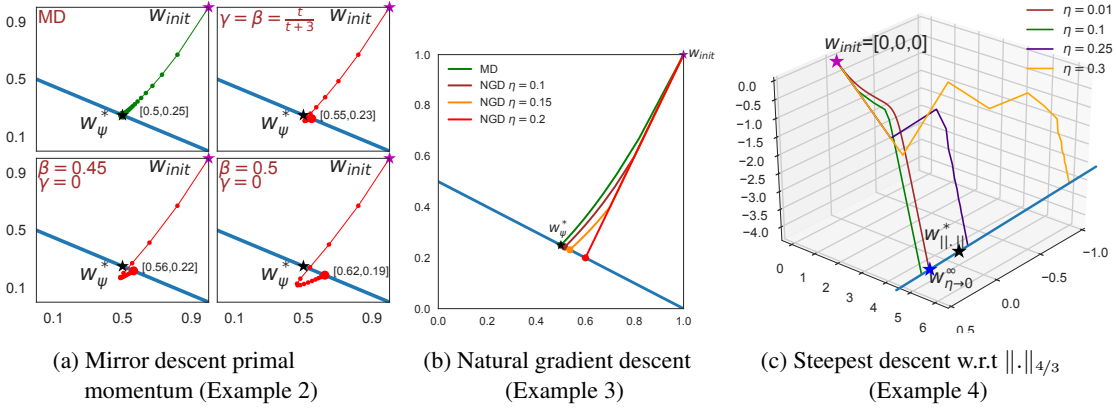 1.0
MD
w_init
γ = β = t/(t+3)
w_init
0.5
[0.5,0.25]
[0.55,0.23]
w*_ψ
w*_ψ
0.1
1.0
β = 0.45
γ = 0
w_init
β = 0.5
γ = 0
w_init
0.5
[0.56,0.22]
[0.62,0.19]
w*_ψ
w*_ψ
0.1
0.1 0.5 1.0 0.1 0.5 1.0
(a) Mirror descent primal
momentum (Example 2)
1.0
w_init
MD
NGD η = 0.1
NGD η = 0.15
NGD η = 0.2
0.8
0.6
0.4
w*_ψ
0.2
0.0
0.0 0.2 0.4 0.6 0.8 1.0
(b) Natural gradient descent
(Example 3)
η = 0.01
η = 0.1
η = 0.25
η = 0.3
w_init=[0,0,0]
0.0
−0.5
−1.0
−1.5
−2.0
−2.5
−3.0
−3.5
−4.0
w*_||.||
w^∞_η→0
0 1 2 3 4 5 6
0.5 0.0 −0.5 −1.0
(c) Steepest descent w.r.t ‖.‖_4/3
(Example 4)